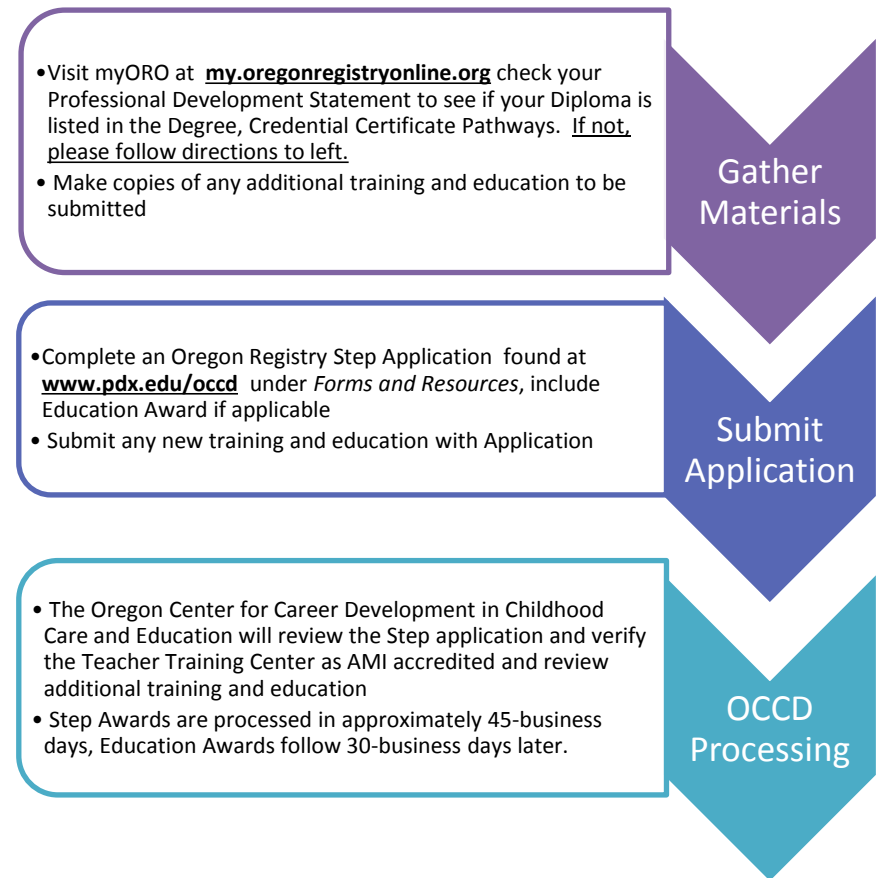 •Visit myORO at my.oregonregistryonline.org check your
Professional Development Statement to see if your Diploma is
listed in the Degree, Credential Certificate Pathways. If not,
please follow directions to left.
• Make copies of any additional training and education to be
submitted
Gather
Materials
•Complete an Oregon Registry Step Application found at
www.pdx.edu/occd under Forms and Resources, include
Education Award if applicable
• Submit any new training and education with Application
Submit
Application
• The Oregon Center for Career Development in Childhood
Care and Education will review the Step application and verify
the Teacher Training Center as AMI accredited and review
additional training and education
• Step Awards are processed in approximately 45-business
days, Education Awards follow 30-business days later.
OCCD
Processing